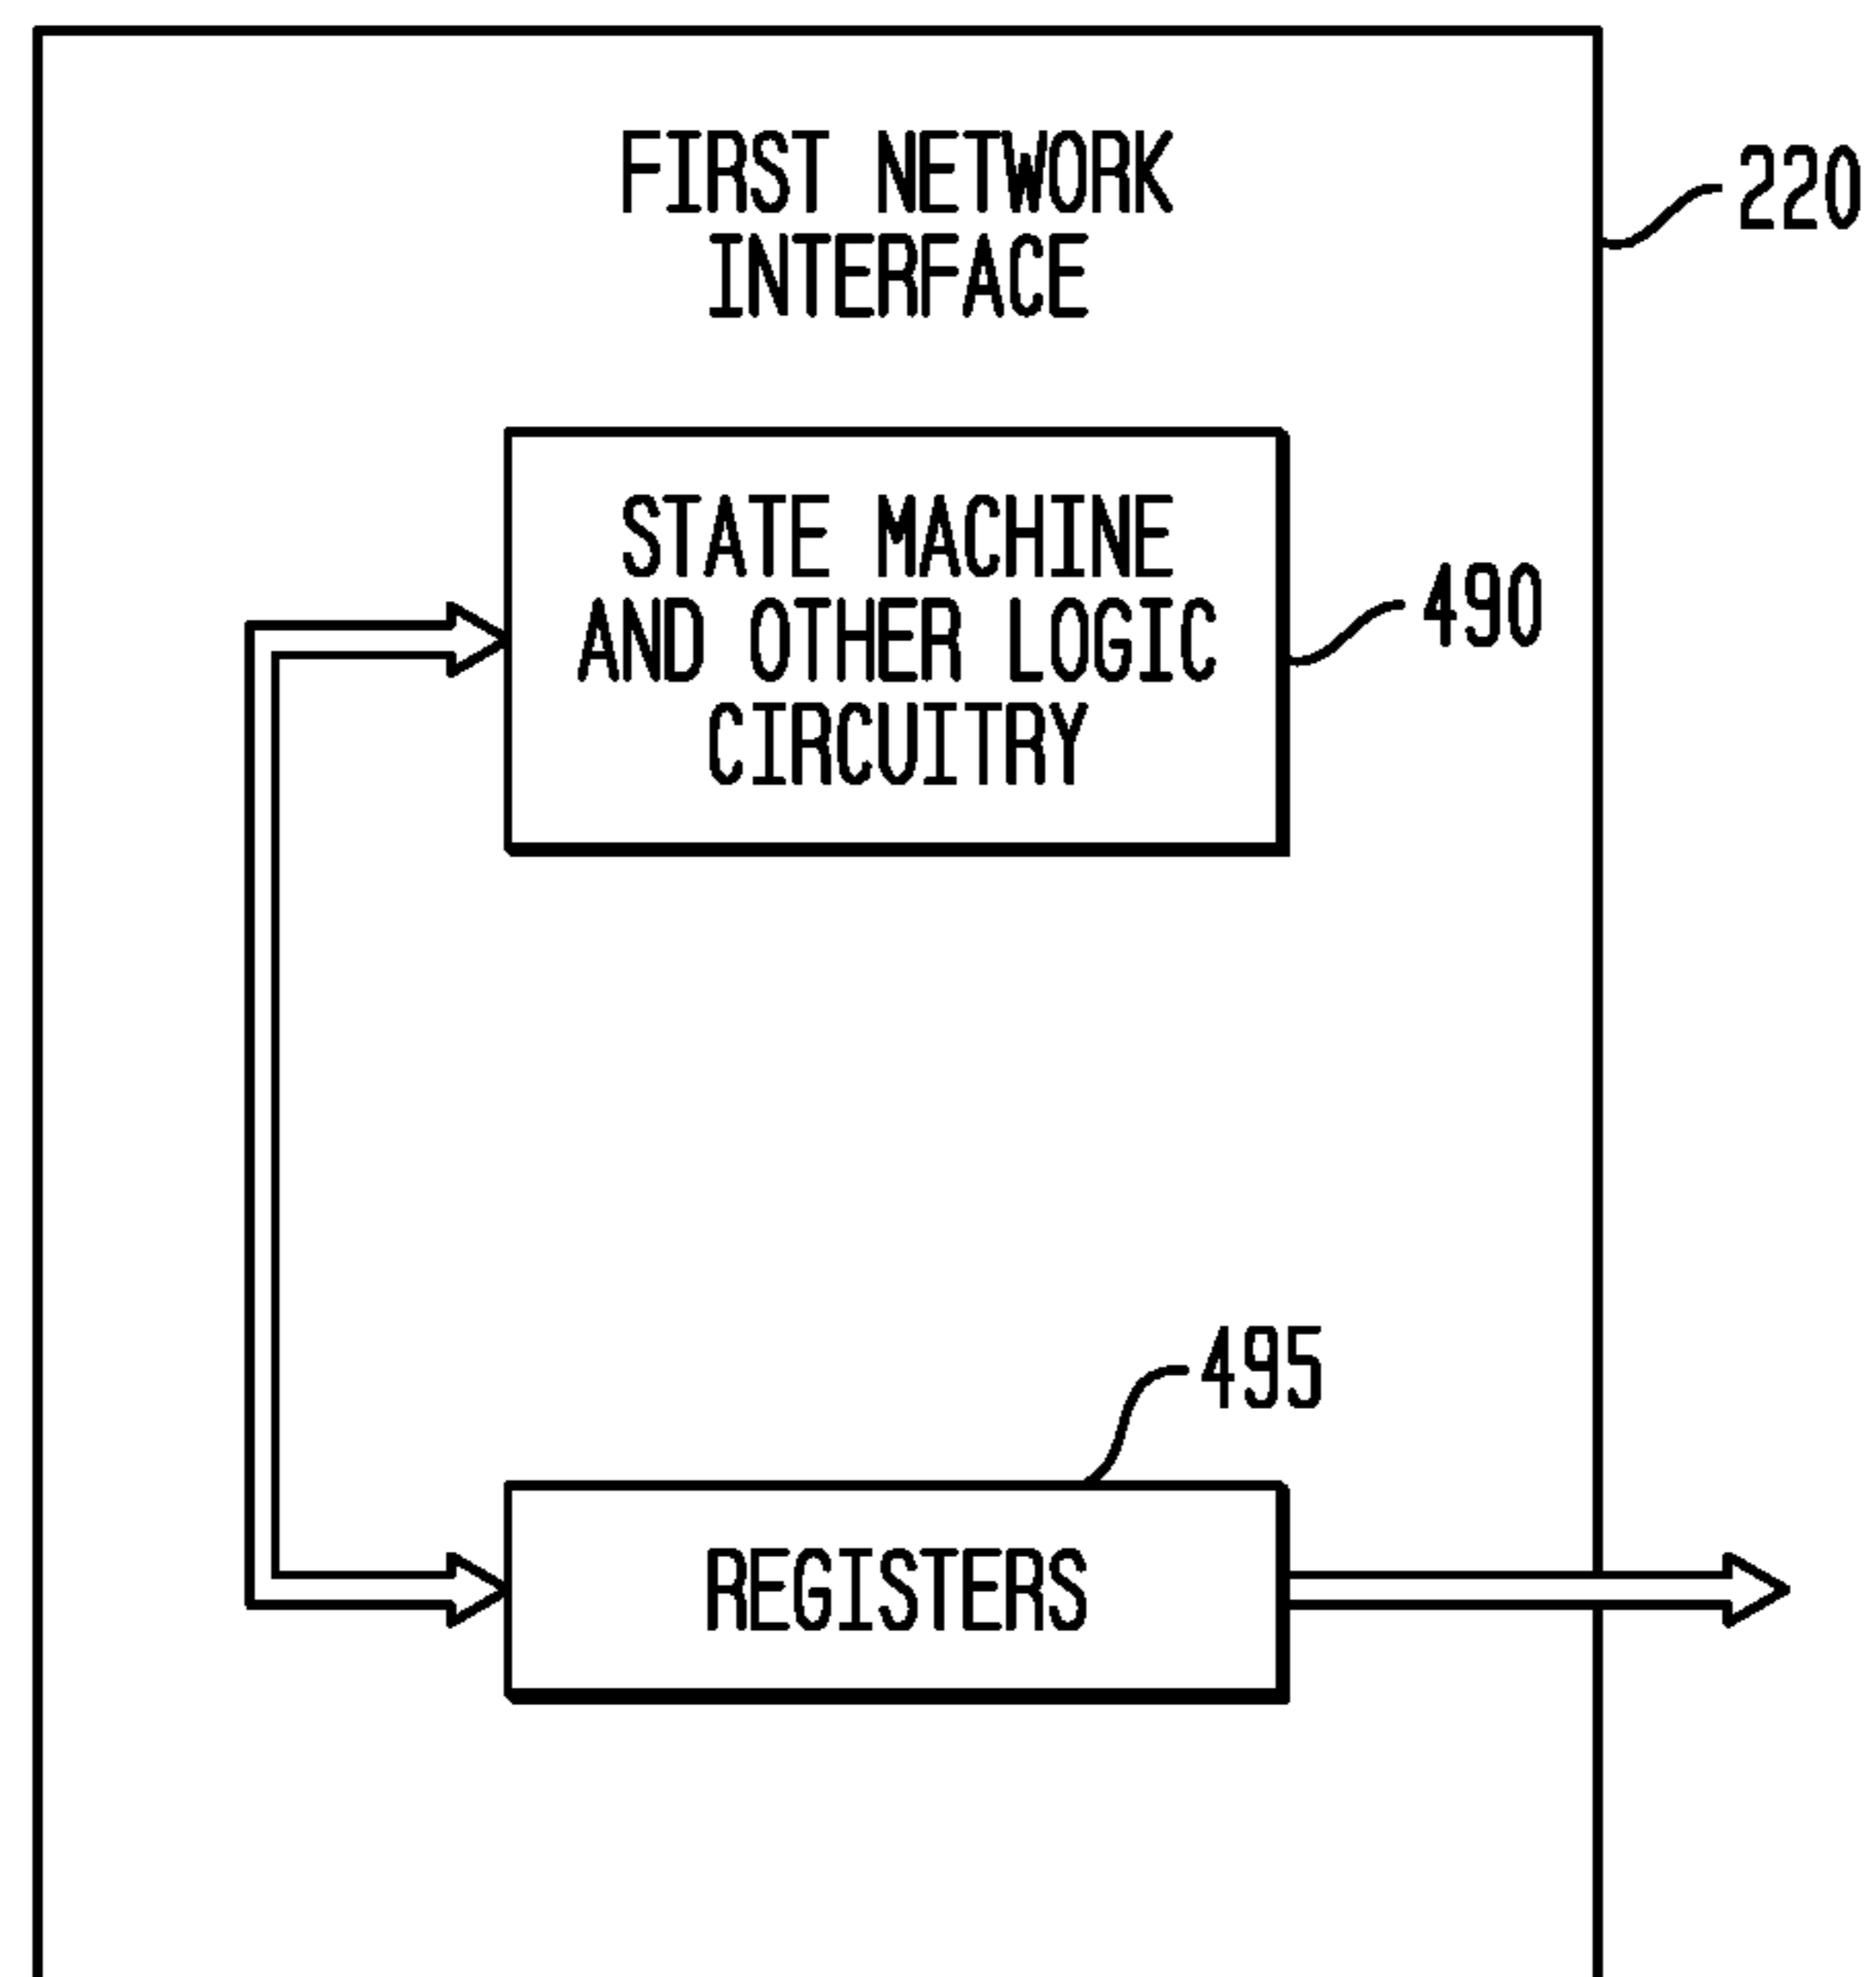 FIRST NETWORK
INTERFACE
220
STATE MACHINE
AND OTHER LOGIC
CIRCUITRY
490
495
REGISTERS